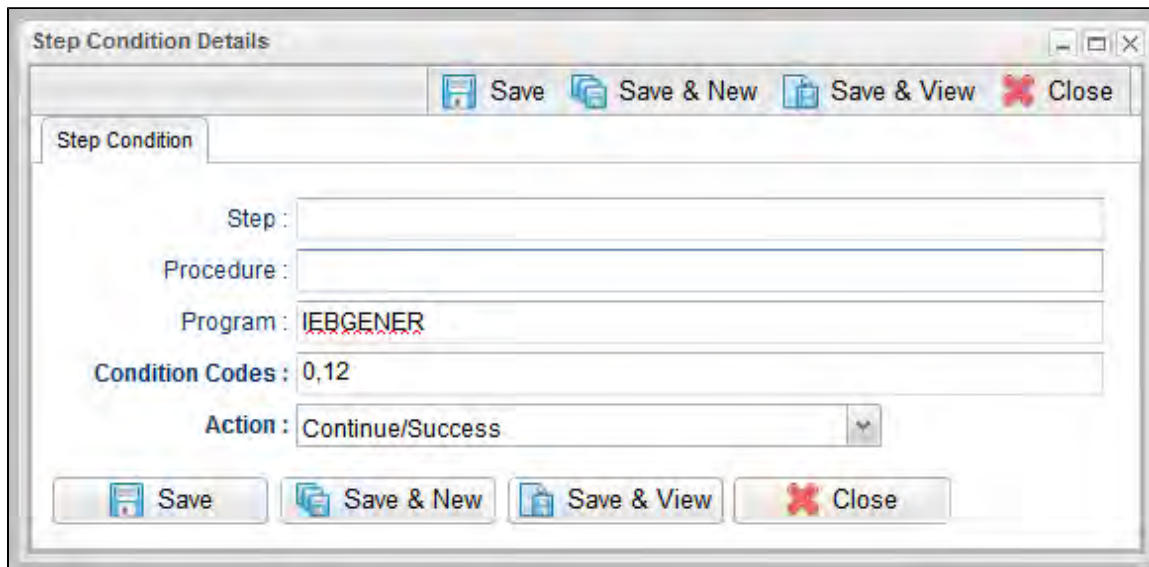 Step Condition Details
Save Save & New Save & View Close
Step Condition
Step :
Procedure :
Program : IEBGENER
Condition Codes : 0,12
Action : Continue/Success
Save Save & New Save & View Close